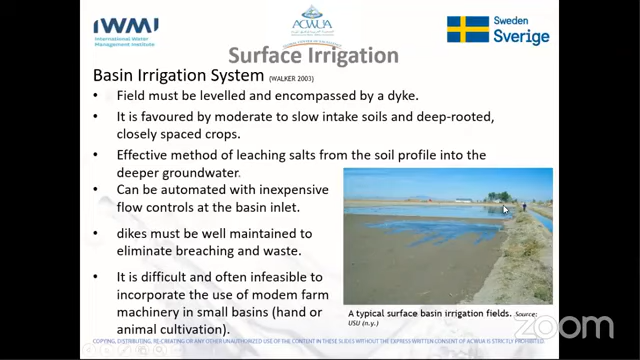 IWMI
International Water
Management Institute
ACWUA
Sweden
Sverige
Surface Irrigation
Basin Irrigation System (WALKER 2003)
• Field must be levelled and encompassed by a dyke.
• It is favoured by moderate to slow intake soils and deep-rooted,
closely spaced crops.
• Effective method of leaching salts from the soil profile into the
deeper groundwater.
• Can be automated with inexpensive
flow controls at the basin inlet.
• dikes must be well maintained to
eliminate breaching and waste.
• It is difficult and often infeasible to
incorporate the use of modem farm
machinery in small basins (hand or
animal cultivation).
A typical surface basin irrigation fields. Source:
USU (n.y.)
zoom
COPYING, DISTRIBUTING, RE-CREATING OR ANY OTHER UNAUTHORIZED USE OF THE CONTENT IN THESE SLIDES WITHOUT THE EXPRESS WRITTEN CONSENT OF ACWUA IS STRICTLY PROHIBITED.